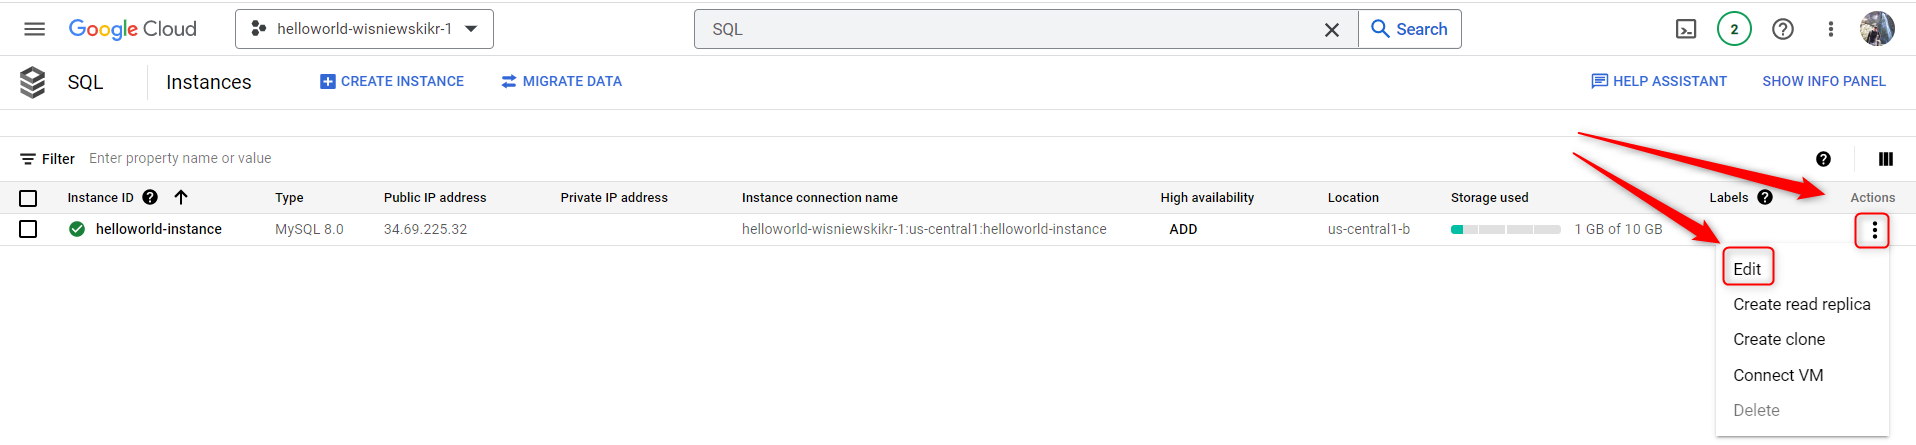 Google Cloud helloworld-wisniewskikr-1 SQL Search 2
SQL Instances CREATE INSTANCE MIGRATE DATA HELP ASSISTANT SHOW INFO PANEL
Filter Enter property name or value
Instance ID Type Public IP address Private IP address Instance connection name High availability Location Storage used Labels Actions
helloworld-instance MySQL 8.0 34.69.225.32 helloworld-wisniewskikr-1:us-central1:helloworld-instance ADD us-central1-b 1 GB of 10 GB
Edit
Create read replica
Create clone
Connect VM
Delete